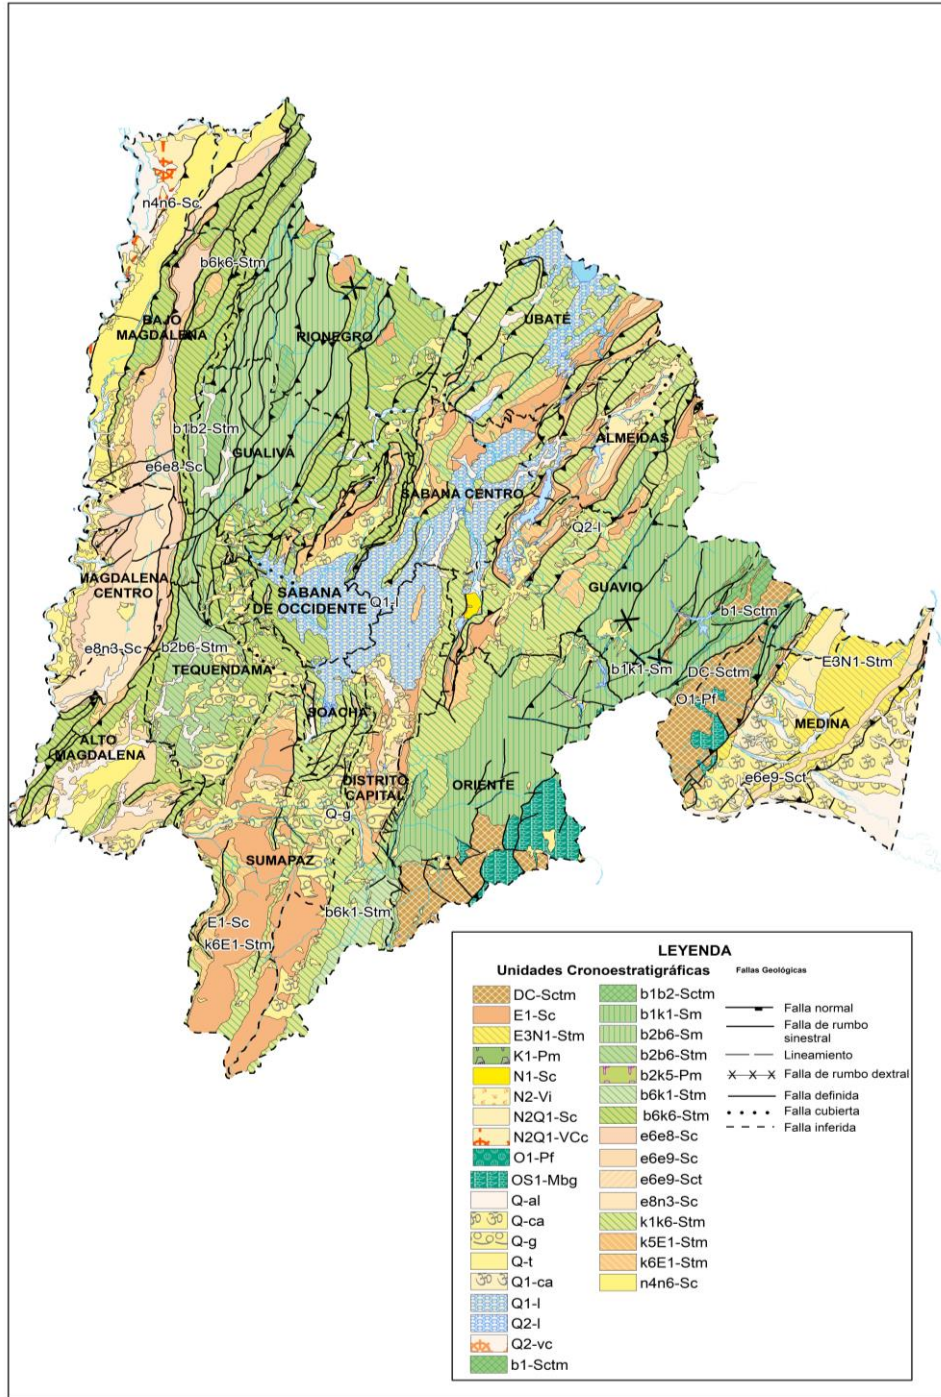 n4n6-Sc
b6k6-Stm
UBATÉ
BAJO
MAGDALENA
RIONEGRO
b1b2-Stm
ALMEIDAS
GUALIVÁ
e6e8-Sc
SABANA CENTRO
Q2-l
MAGDALENA
CENTRO
SABANA
DE OCCIDENTE
Q1-l
GUAVIO
b1-Sctm
e8n3-Sc
b2b6-Stm
TEQUENDAMA
b1k1-Sm
DC-Sctm
E3N1-Stm
O1-Pf
SOACHA
MEDINA
ALTO
MAGDALENA
DISTRITO
CAPITAL
ORIENTE
e6e9-Sct
Q-g
SUMAPAZ
b6k1-Stm
E1-Sc
k6E1-Stm
LEYENDA
Unidades Cronoestratigráficas
DC-Sctm
E1-Sc
E3N1-Stm
K1-Pm
N1-Sc
N2-Vi
N2Q1-Sc
N2Q1-VCc
O1-Pf
OS1-Mbg
Q-al
Q-ca
Q-g
Q-t
Q1-ca
Q1-l
Q2-l
Q2-vc
b1-Sctm
b1b2-Sctm
b1k1-Sm
b2b6-Sm
b2b6-Stm
b2k5-Pm
b6k1-Stm
b6k6-Stm
e6e8-Sc
e6e9-Sc
e6e9-Sct
e8n3-Sc
k1k6-Stm
k5E1-Stm
k6E1-Stm
n4n6-Sc
Fallas Geológicas
Falla normal
Falla de rumbo
sinestral
Lineamiento
Falla de rumbo dextral
Falla definida
Falla cubierta
Falla inferida